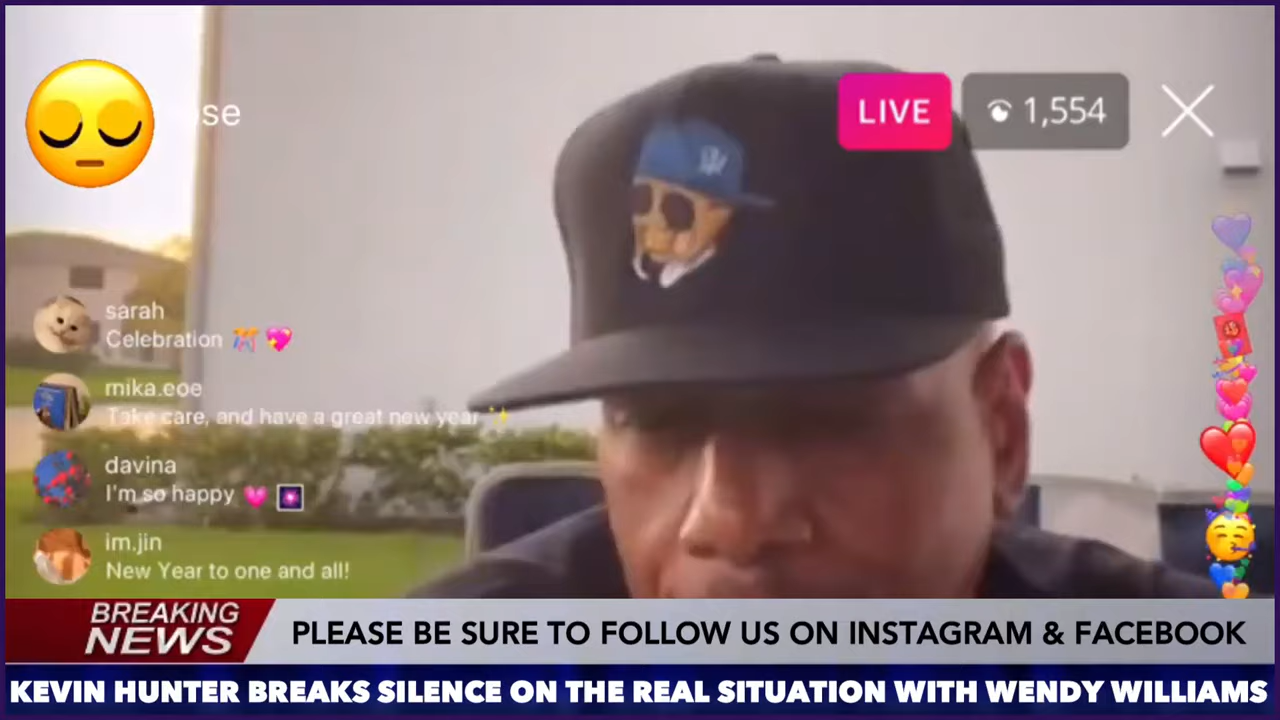 se
LIVE
1,554
sarah
Celebration
mika.eoe
Take care, and have a great new year
davina
I'm so happy
im.jin
New Year to one and all!
BREAKING
NEWS
PLEASE BE SURE TO FOLLOW US ON INSTAGRAM & FACEBOOK
KEVIN HUNTER BREAKS SILENCE ON THE REAL SITUATION WITH WENDY WILLIAMS